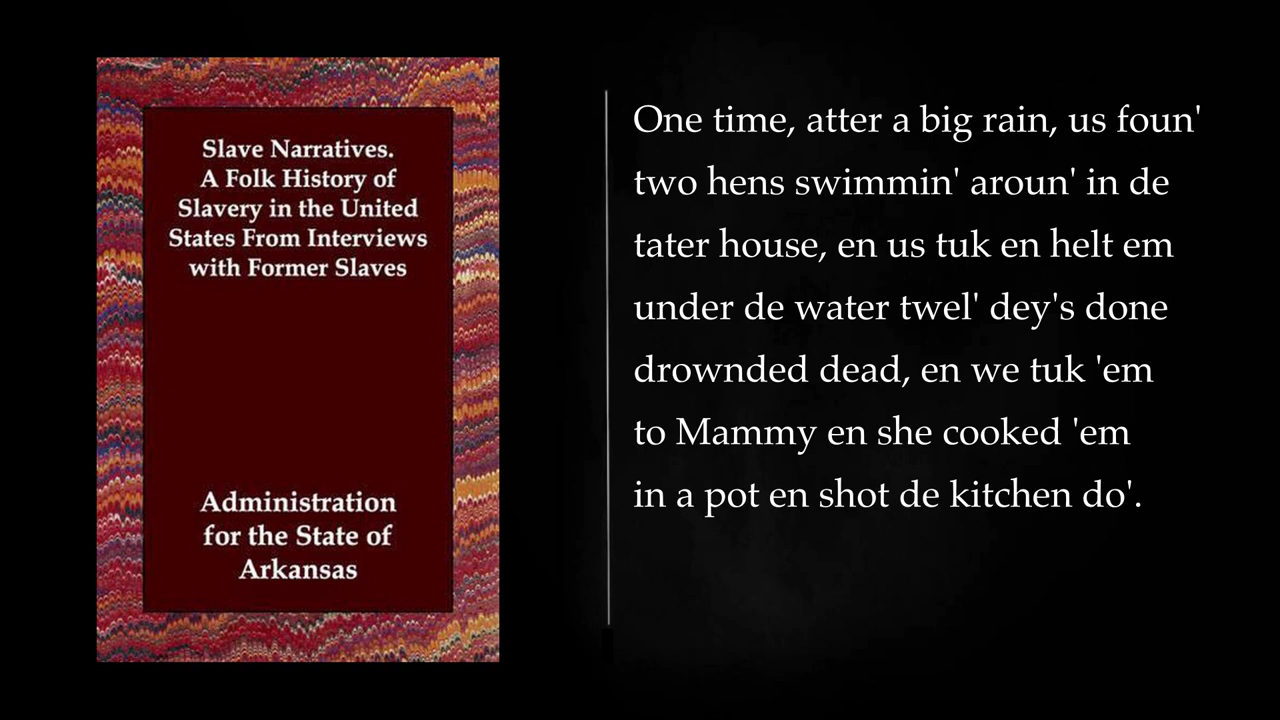 Slave Narratives.
A Folk History of
Slavery in the United
States From Interviews
with Former Slaves
Administration
for the State of
Arkansas
One time, atter a big rain, us foun'
two hens swimmin' aroun' in de
tater house, en us tuk en helt em
under de water twel' dey's done
drownded dead, en we tuk 'em
to Mammy en she cooked 'em
in a pot en shot de kitchen do'.